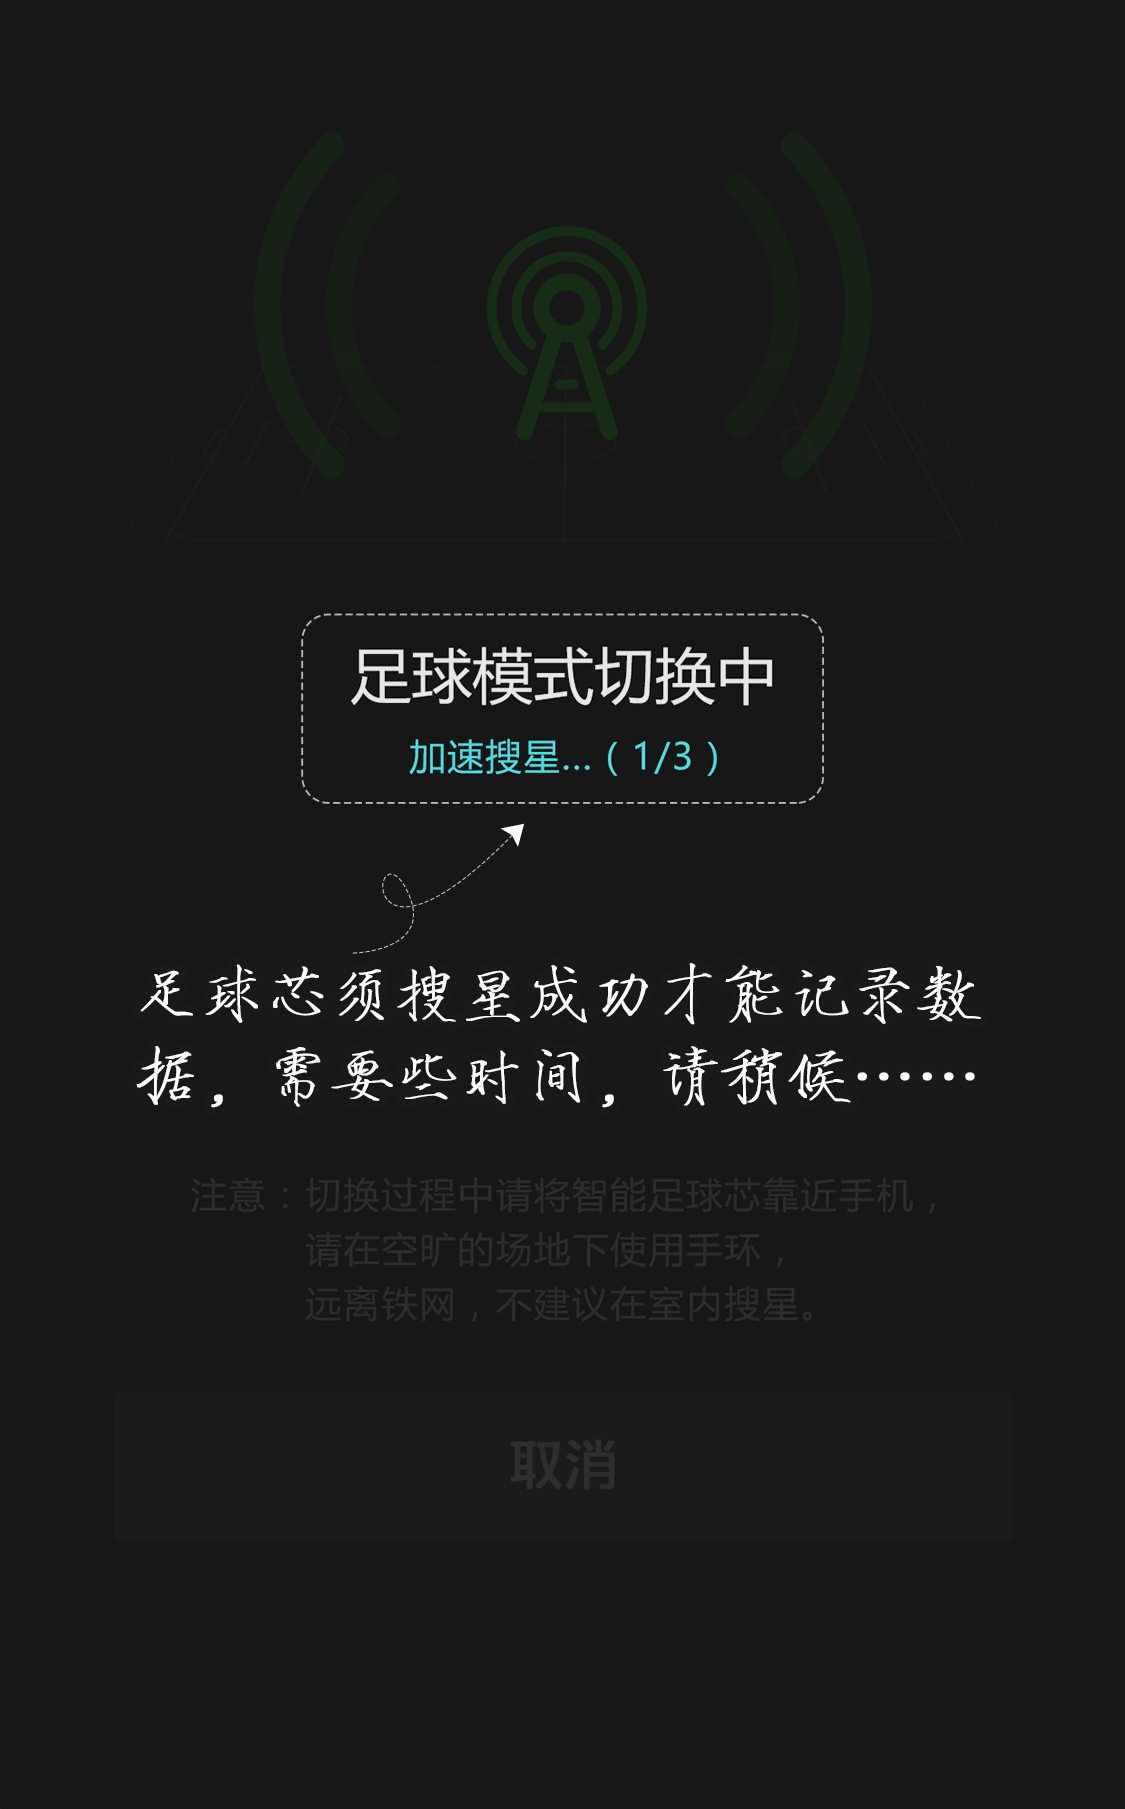 足球模式切换中
加速搜星...（1/3）
足球芯须搜星成功才能记录数
据，需要些时间，请稍候……
注意：切换过程中请将智能足球芯靠近手机，
请在空旷的场地下使用手环，
远离铁网，不建议在室内搜星。
取消